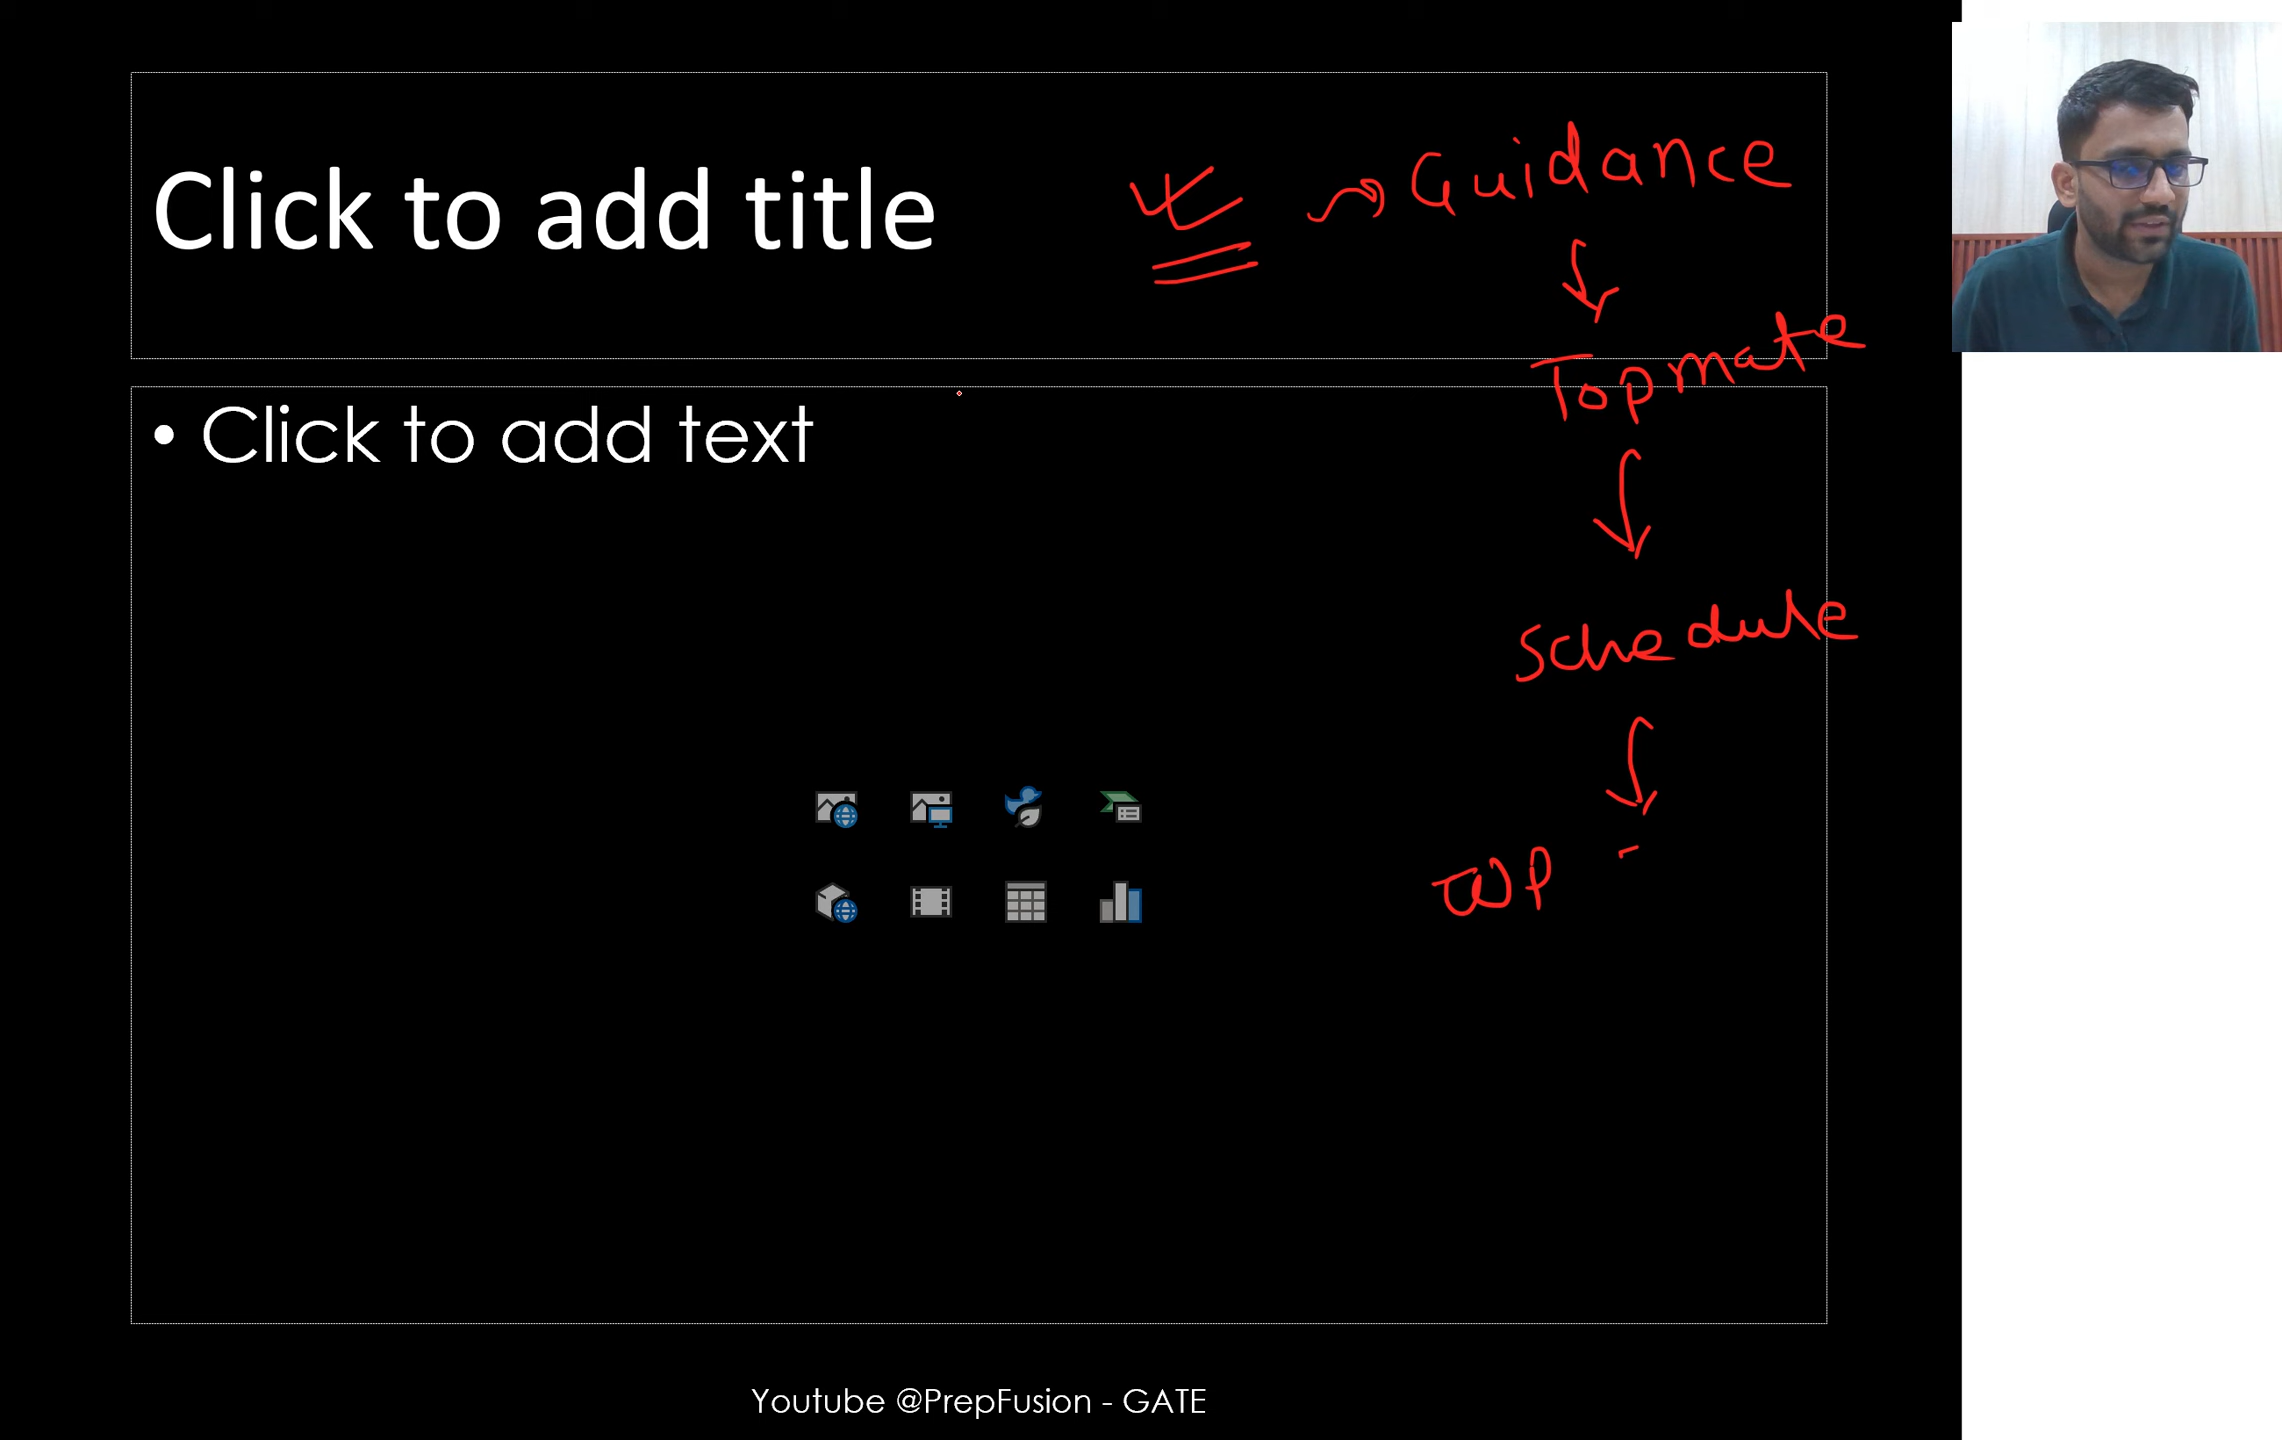 Click to add title
Guidance
Topmate
• Click to add text
Schedule
Youtube @PrepFusion - GATE